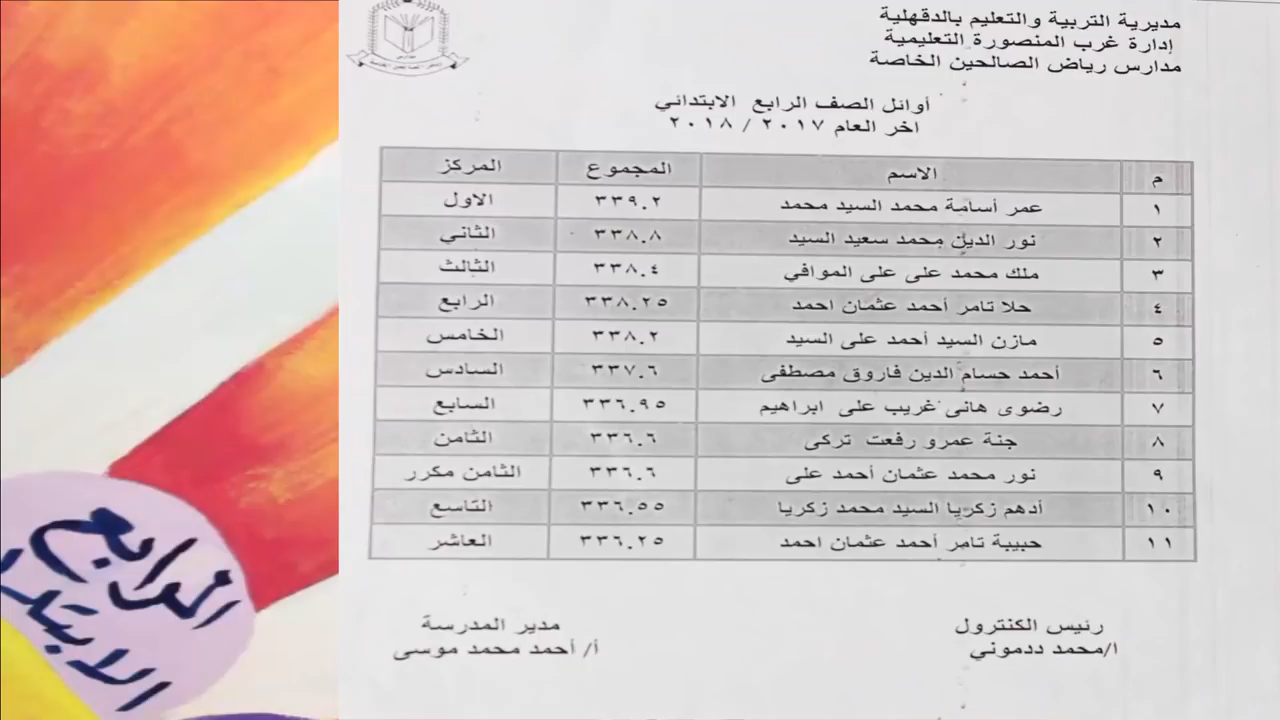 مديرية التربية والتعليم بالدقهلية
إدارة غرب المنصورة التعليمية
مدارس رياض الصالحين الخاصة
أوائل الصف الرابع الابتدائي
اخر العام ٢٠١٧ / ٢٠١٨
م الاسم المجموع المركز
١ عمر أسامة محمد السيد محمد ٣٣٩.٢ الاول
٢ نور الدين محمد سعيد السيد ٣٣٨.٨ الثاني
٣ ملك محمد على على الموافي ٣٣٨.٤ الثالث
٤ حلا تامر أحمد عثمان احمد ٣٣٨.٢٥ الرابع
٥ مازن السيد أحمد على السيد ٣٣٨.٢ الخامس
٦ أحمد حسام الدين فاروق مصطفى ٣٣٧.٦ السادس
٧ رضوى هانى غريب على ابراهيم ٣٣٦.٩٥ السابع
٨ جنة عمرو رفعت تركى ٣٣٦.٦ الثامن
٩ نور محمد عثمان أحمد على ٣٣٦.٦ الثامن مكرر
١٠ أدهم زكريا السيد محمد زكريا ٣٣٦.٥٥ التاسع
١١ حبيبة تامر أحمد عثمان احمد ٣٣٦.٢٥ العاشر
رئيس الكنترول مدير المدرسة
ا/محمد ددموني أ/ أحمد محمد موسى
الرابع
الابتد